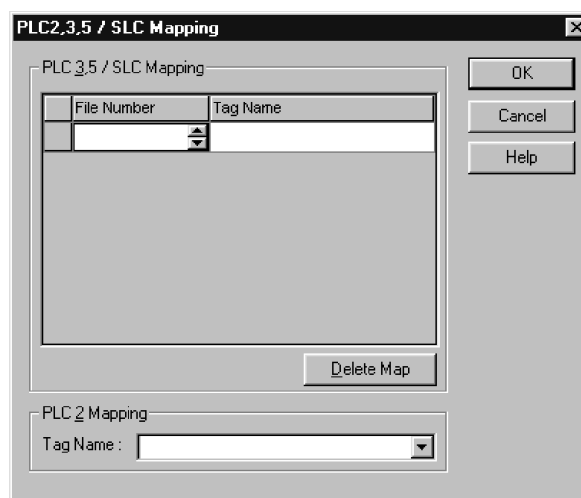 PLC2,3,5 / SLC Mapping
PLC 3,5 / SLC Mapping
File Number Tag Name
OK
Cancel
Help
Delete Map
PLC 2 Mapping
Tag Name :